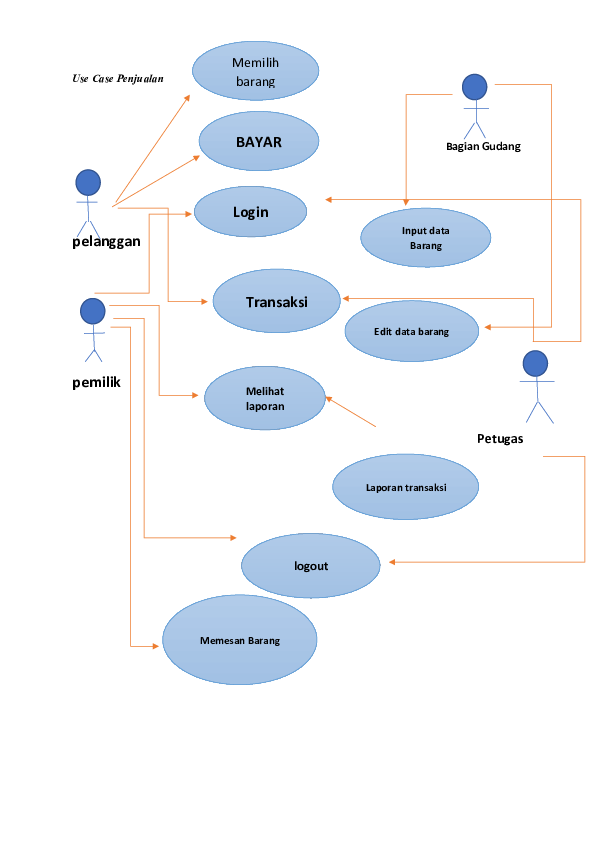 Use Case Penjualan
Memilih
barang
BAYAR
Bagian Gudang
Login
Input data
Barang
pelanggan
Transaksi
Edit data barang
pemilik
Melihat
laporan
Petugas
Laporan transaksi
logout
Memesan Barang